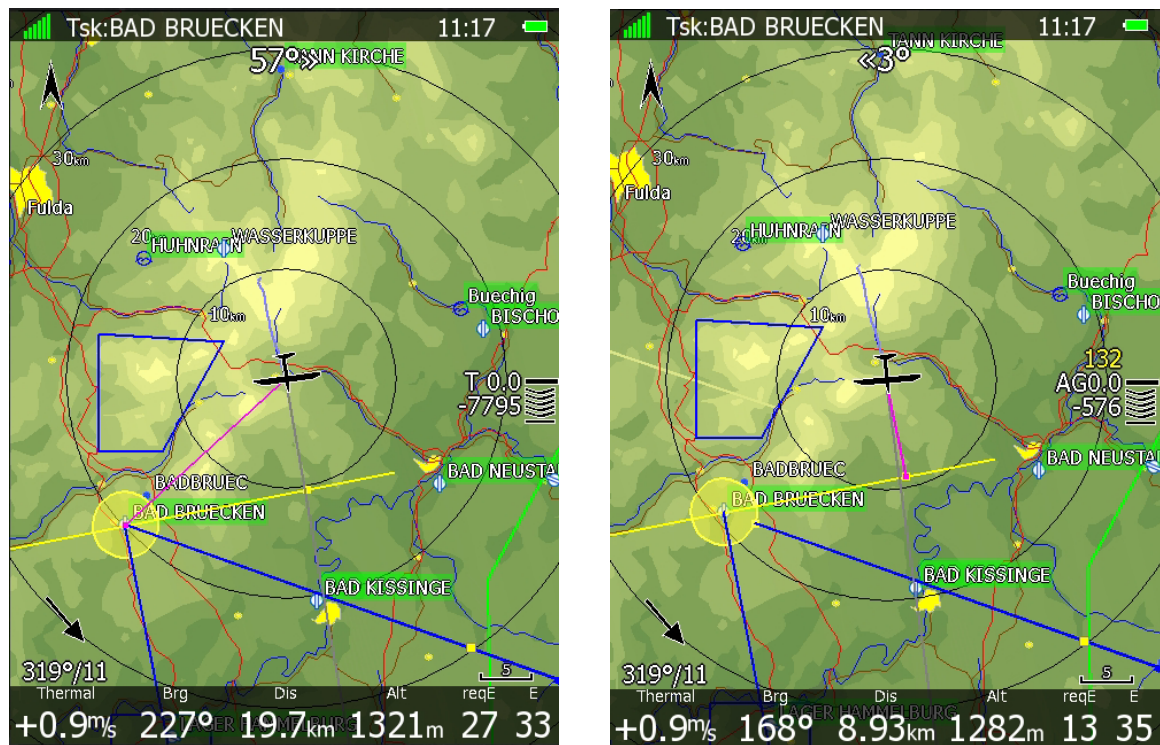 Tsk:BAD BRUECKEN 11:17
57°»
TANN KIRCHE
30km
Fulda
20km
HUHNRAIN
WASSERKUPPE
Buechig
BISCHO
10km
T 0.0
-7795
BADBRUEC
BAD NEUSTA
BAD BRUECKEN
BAD KISSINGE
319°/11
5
Thermal Brg Dis Alt reqE E
LAGER HAMMELBURG
+0.9m/s 227° 19.7km 1321m 27 33
Tsk:BAD BRUECKEN 11:17
TANN KIRCHE
«3°
30km
Fulda
20km
HUHNRAIN
WASSERKUPPE
Buechig
BISCHO
10km
132
AG0.0
-576
BADBRUEC
BAD NEUSTA
BAD BRUECKEN
BAD KISSINGE
319°/11
5
Thermal Brg Dis Alt reqE E
LAGER HAMMELBURG
+0.9m/s 168° 8.93km 1282m 13 35